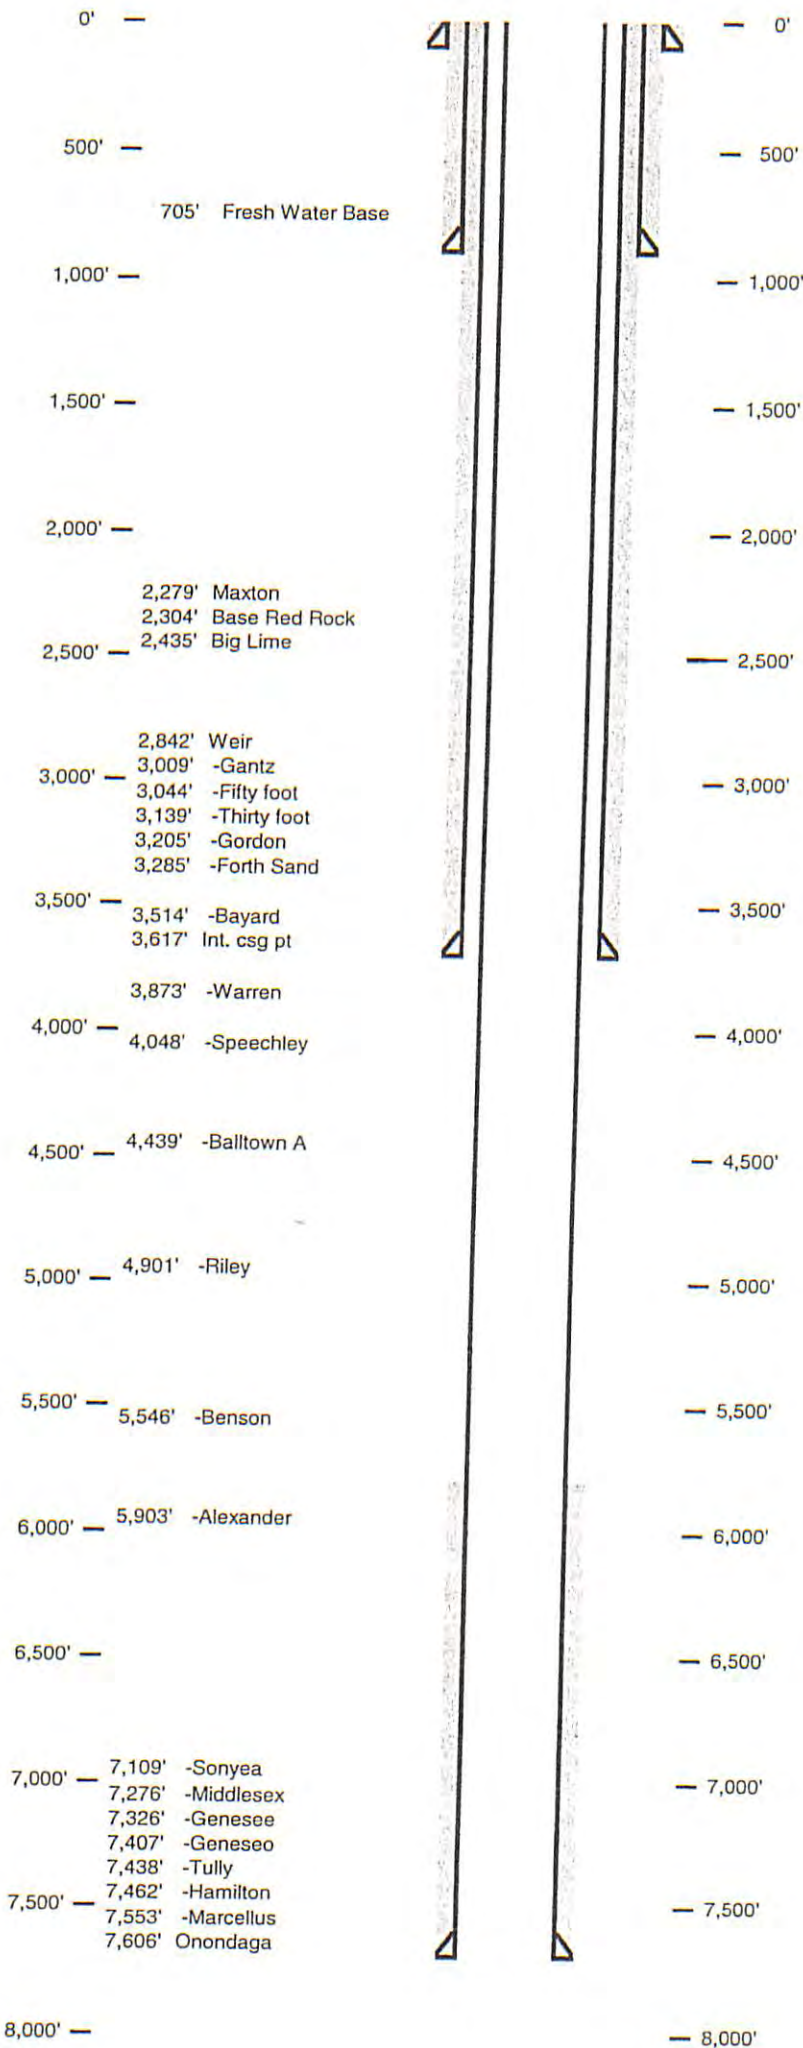 0' — — 0'
500' — — 500'
705' Fresh Water Base
1,000' — — 1,000'
1,500' — — 1,500'
2,000' — — 2,000'
2,279' Maxton
2,304' Base Red Rock
2,435' Big Lime
2,500' — — 2,500'
2,842' Weir
3,009' -Gantz
3,000' — — 3,000'
3,044' -Fifty foot
3,139' -Thirty foot
3,205' -Gordon
3,285' -Forth Sand
3,500' — — 3,500'
3,514' -Bayard
3,617' Int. csg pt
3,873' -Warren
4,000' — — 4,000'
4,048' -Speechley
4,439' -Balltown A
4,500' — — 4,500'
4,901' -Riley
5,000' — — 5,000'
5,500' — — 5,500'
5,546' -Benson
5,903' -Alexander
6,000' — — 6,000'
6,500' — — 6,500'
7,109' -Sonyea
7,000' — — 7,000'
7,276' -Middlesex
7,326' -Genesee
7,407' -Geneseo
7,438' -Tully
7,462' -Hamilton
7,500' — — 7,500'
7,553' -Marcellus
7,606' Onondaga
8,000' — — 8,000'